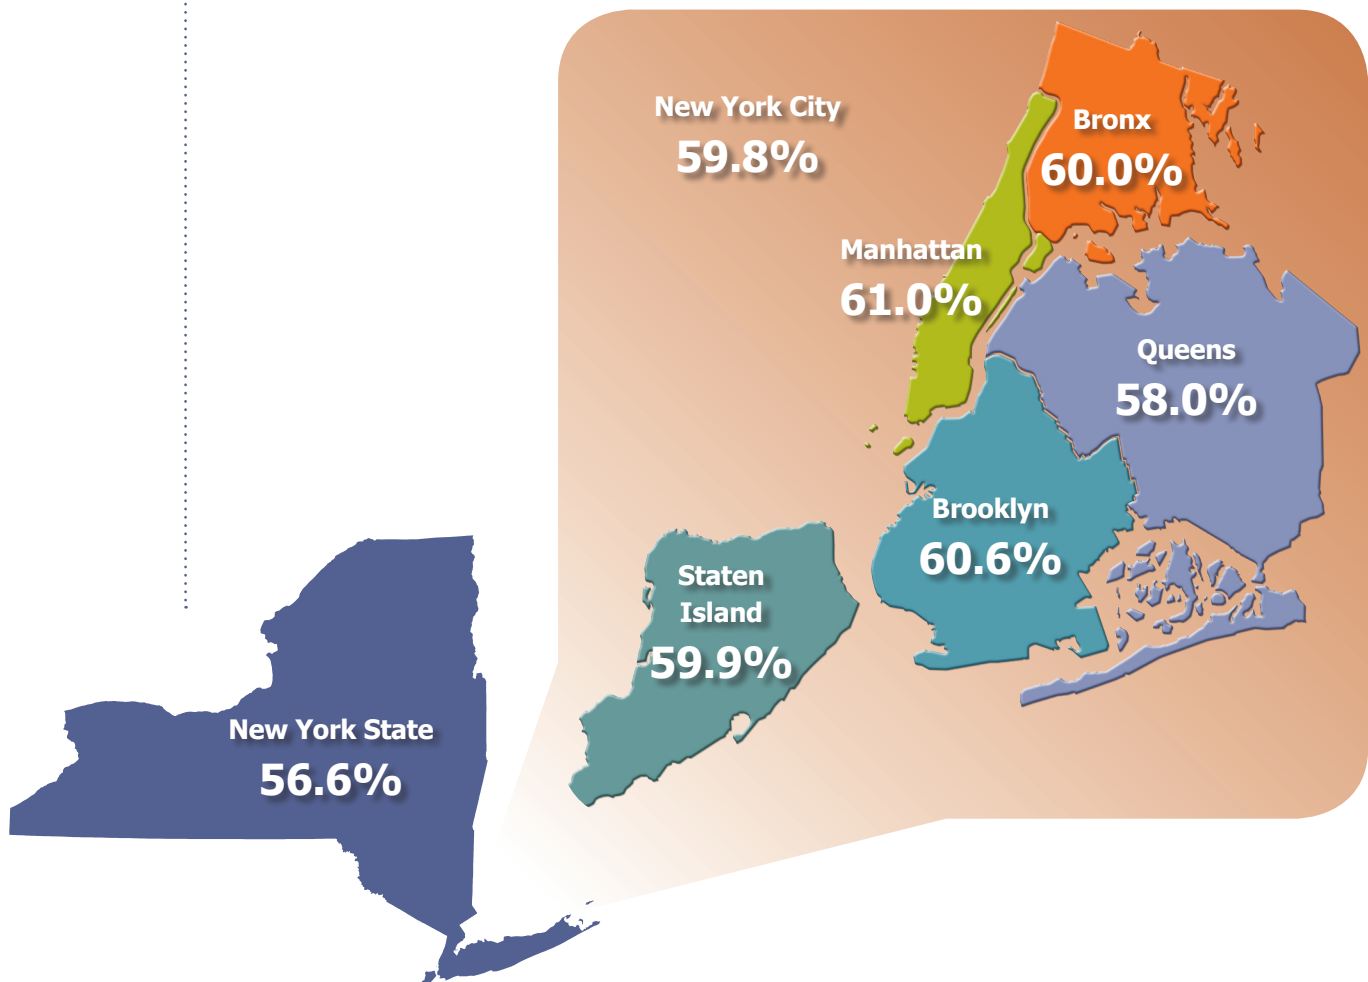 New York City
59.8%
Bronx
60.0%
Manhattan
61.0%
Queens
58.0%
Brooklyn
60.6%
Staten
Island
59.9%
New York State
56.6%